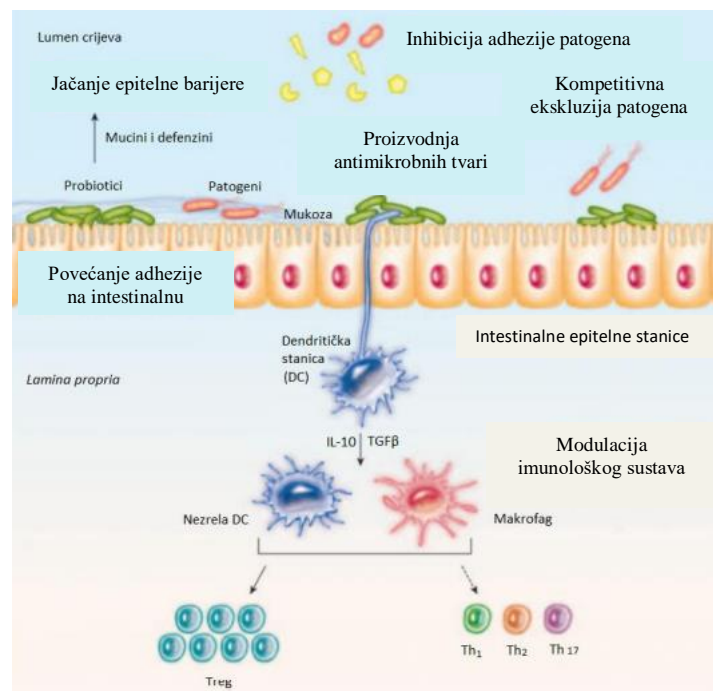 Lumen crijeva
Inhibicija adhezije patogena
Jačanje epitelne barijere
Kompetitivna
ekskluzija patogena
Mucini i defenzini
Proizvodnja
antimikrobnih tvari
Probiotici
Patogeni
Mukoza
Povećanje adhezije
na intestinalnu
Intestinalne epitelne stanice
Dendritička
stanica
(DC)
Lamina propria
IL-10
TGFβ
Modulacija
imunološkog sustava
Nezrela DC
Makrofag
Treg
Th1
Th2
Th 17